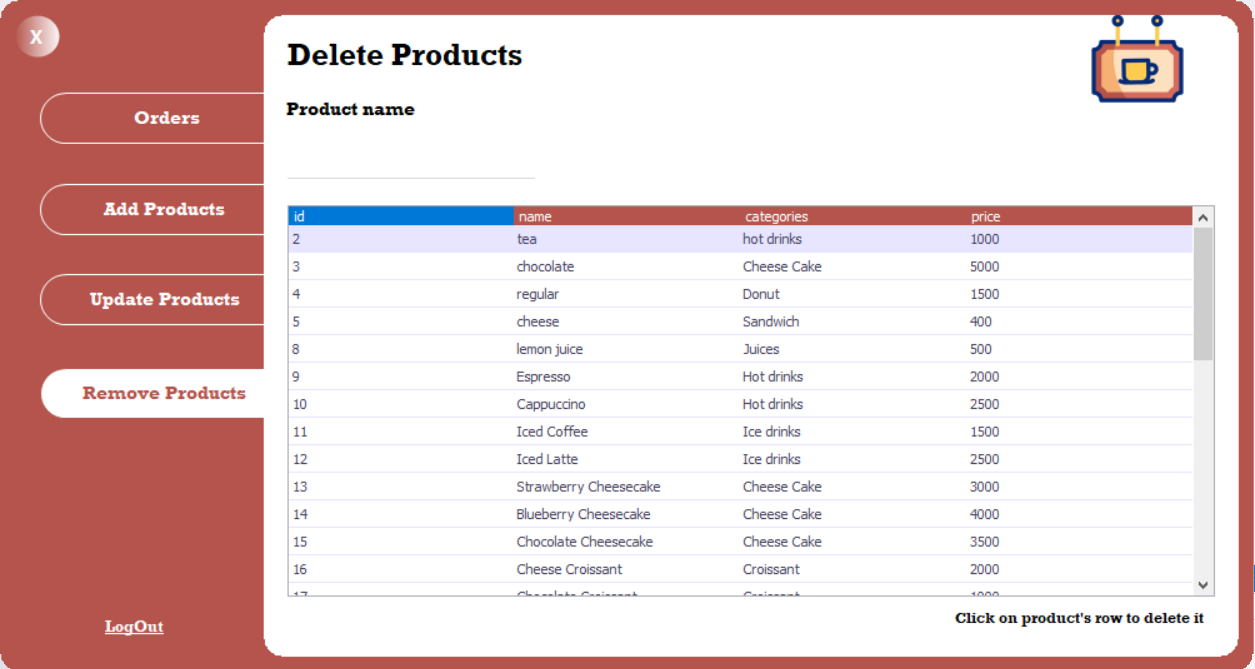 X
Orders
Add Products
Update Products
Remove Products
LogOut
Delete Products
Product name
id name categories price
2 tea hot drinks 1000
3 chocolate Cheese Cake 5000
4 regular Donut 1500
5 cheese Sandwich 400
8 lemon juice Juices 500
9 Espresso Hot drinks 2000
10 Cappuccino Hot drinks 2500
11 Iced Coffee Ice drinks 1500
12 Iced Latte Ice drinks 2500
13 Strawberry Cheesecake Cheese Cake 3000
14 Blueberry Cheesecake Cheese Cake 4000
15 Chocolate Cheesecake Cheese Cake 3500
16 Cheese Croissant Croissant 2000
17 Chocolate Croissant Croissant
Click on product's row to delete it